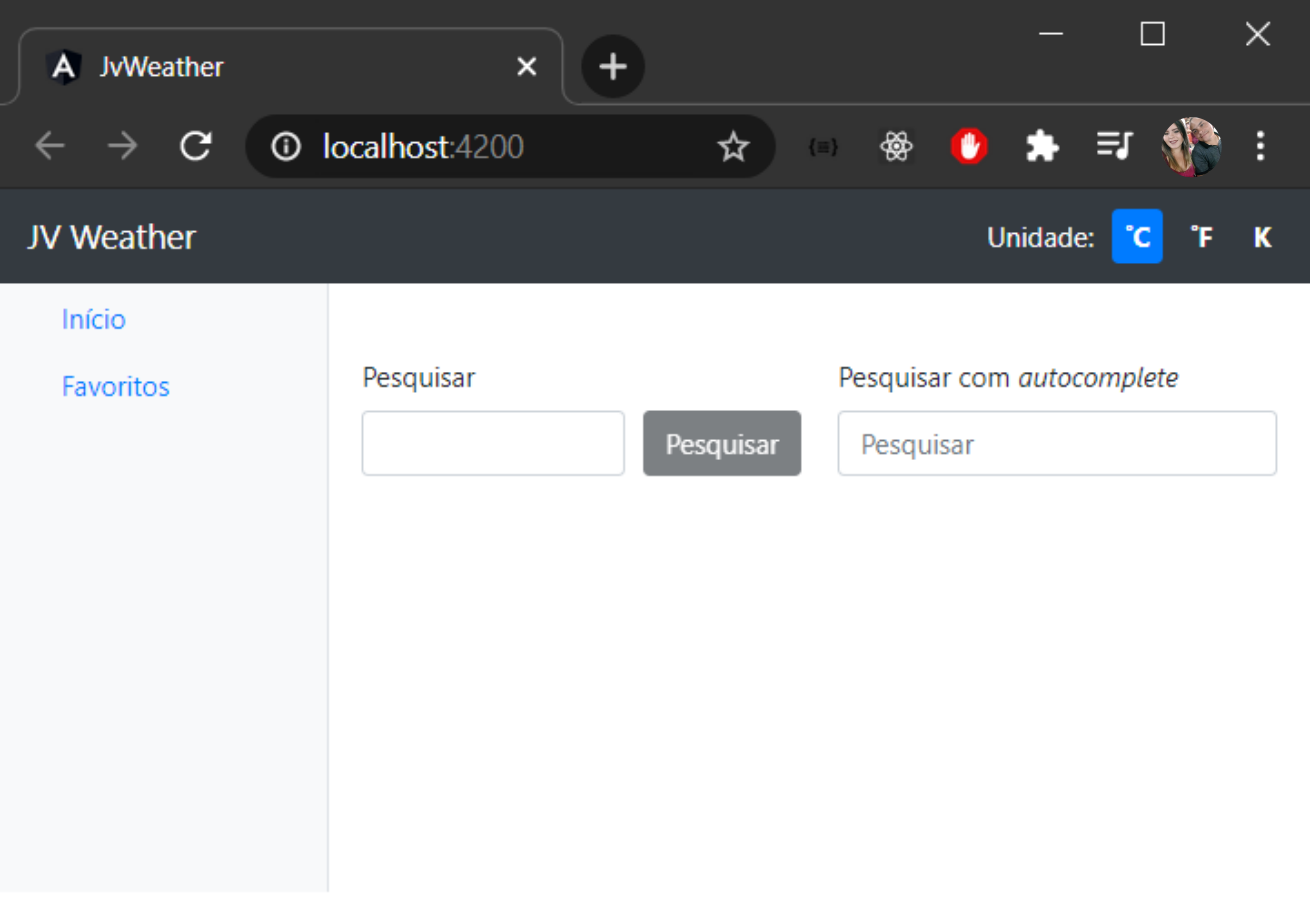 JvWeather
localhost:4200
JV Weather
Unidade: °C °F K
Início
Favoritos
Pesquisar
Pesquisar
Pesquisar com autocomplete
Pesquisar